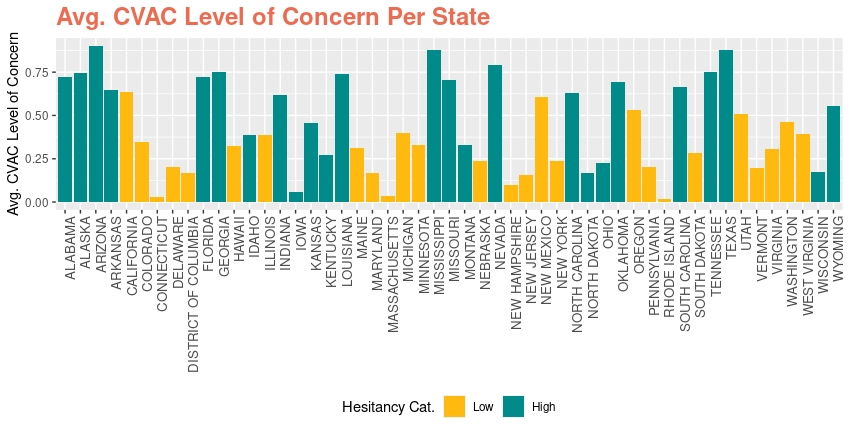 Avg. CVAC Level of Concern Per State
Avg. CVAC Level of Concern
0.75
0.50
0.25
0.00
ALABAMA
ALASKA
ARIZONA
ARKANSAS
CALIFORNIA
COLORADO
CONNECTICUT
DELAWARE
DISTRICT OF COLUMBIA
FLORIDA
GEORGIA
HAWAII
IDAHO
ILLINOIS
INDIANA
IOWA
KANSAS
KENTUCKY
LOUISIANA
MAINE
MARYLAND
MASSACHUSETTS
MICHIGAN
MINNESOTA
MISSISSIPPI
MISSOURI
MONTANA
NEBRASKA
NEVADA
NEW HAMPSHIRE
NEW JERSEY
NEW MEXICO
NEW YORK
NORTH CAROLINA
NORTH DAKOTA
OHIO
OKLAHOMA
OREGON
PENNSYLVANIA
RHODE ISLAND
SOUTH CAROLINA
SOUTH DAKOTA
TENNESSEE
TEXAS
UTAH
VERMONT
VIRGINIA
WASHINGTON
WEST VIRGINIA
WISCONSIN
WYOMING
Hesitancy Cat. Low High